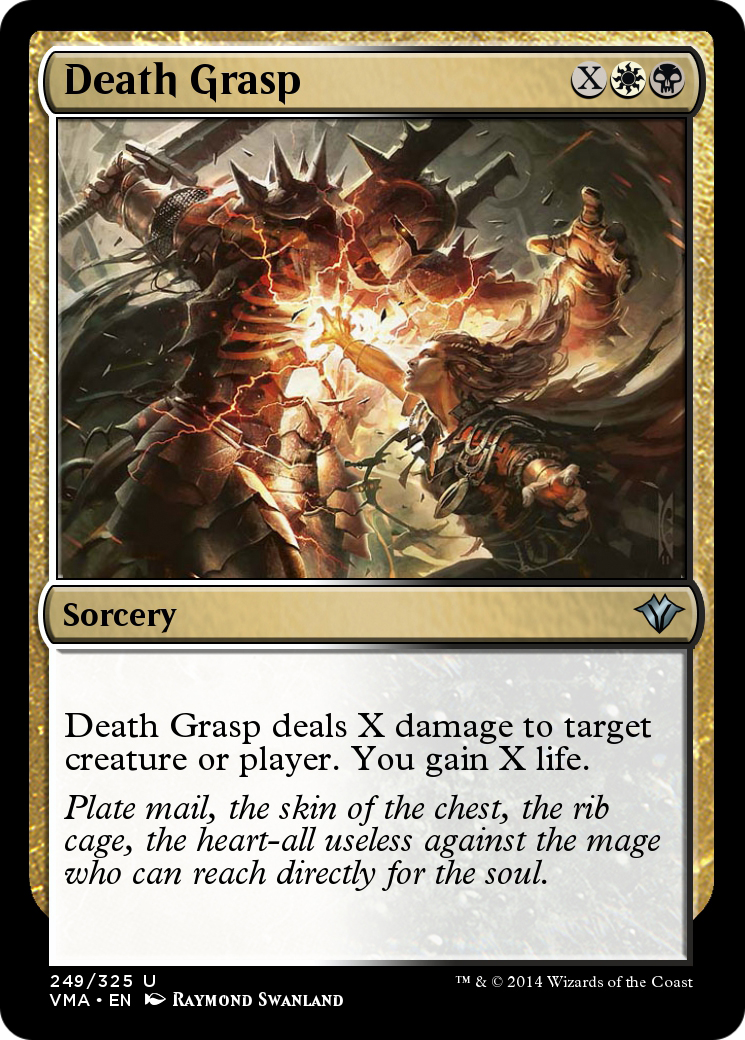 Death Grasp X
Sorcery
Death Grasp deals X damage to target
creature or player. You gain X life.
Plate mail, the skin of the chest, the rib
cage, the heart-all useless against the mage
who can reach directly for the soul.
249/325 U
™ & © 2014 Wizards of the Coast
VMA • EN Raymond Swanland